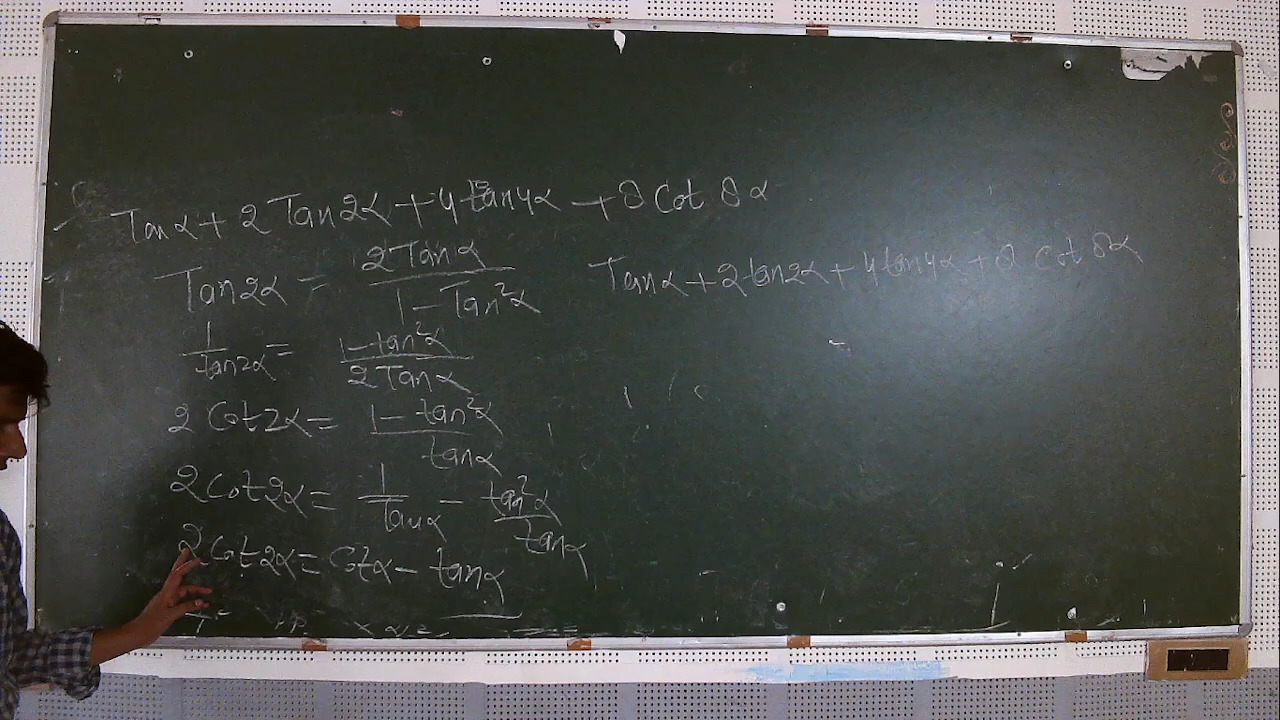 Tanα + 2 Tan2α + 4 tan4α + 8 Cot 8α
Tan2α = 2Tanα / 1 - Tan²α
Tanα + 2tan2α + 4tan4α + 8 Cot 8α
1/tan2α = 1-tan²α / 2Tanα
2 Cot2α = 1 - tan²α / tanα
2Cot2α = 1/Tanα - tan²α/tanα
2Cot2α = Cotα - tanα